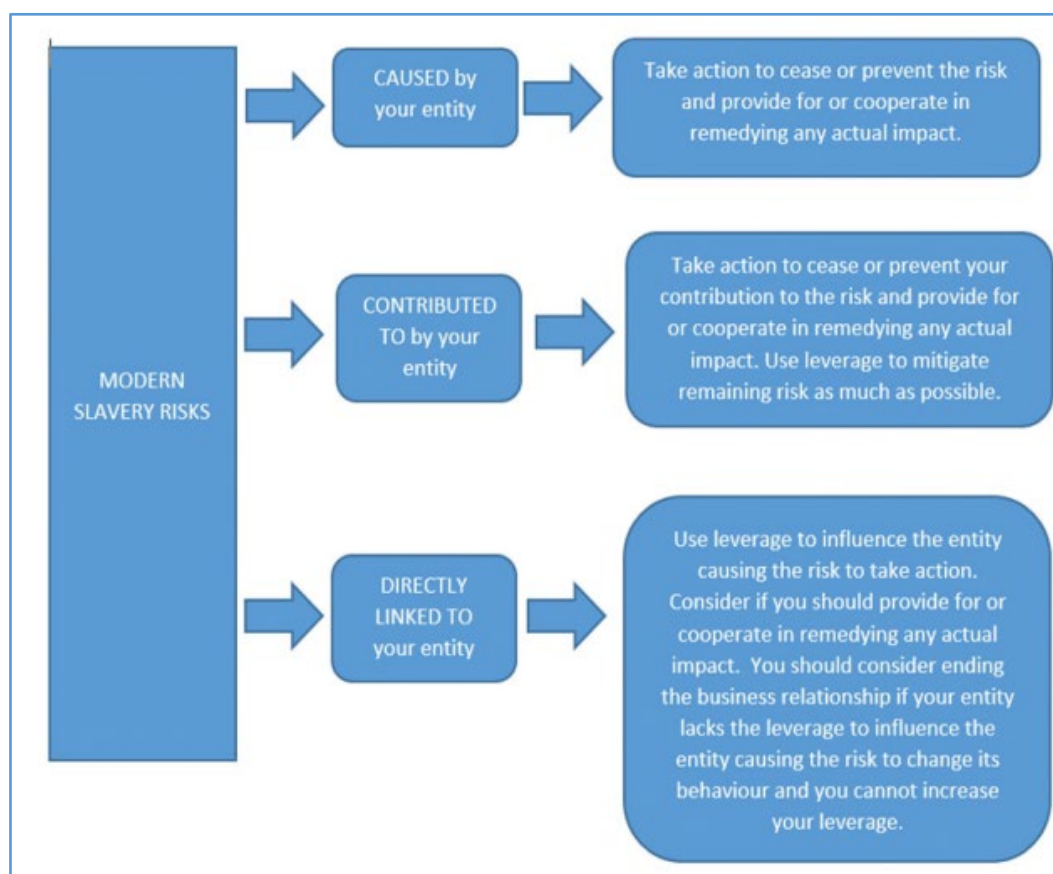 MODERN
SLAVERY RISKS
CAUSED by
your entity
Take action to cease or prevent the risk
and provide for or cooperate in
remedying any actual impact.
CONTRIBUTED
TO by your
entity
Take action to cease or prevent your
contribution to the risk and provide for
or cooperate in remedying any actual
impact. Use leverage to mitigate
remaining risk as much as possible.
DIRECTLY
LINKED TO
your entity
Use leverage to influence the entity
causing the risk to take action.
Consider if you should provide for or
cooperate in remedying any actual
impact.  You should consider ending
the business relationship if your entity
lacks the leverage to influence the
entity causing the risk to change its
behaviour and you cannot increase
your leverage.